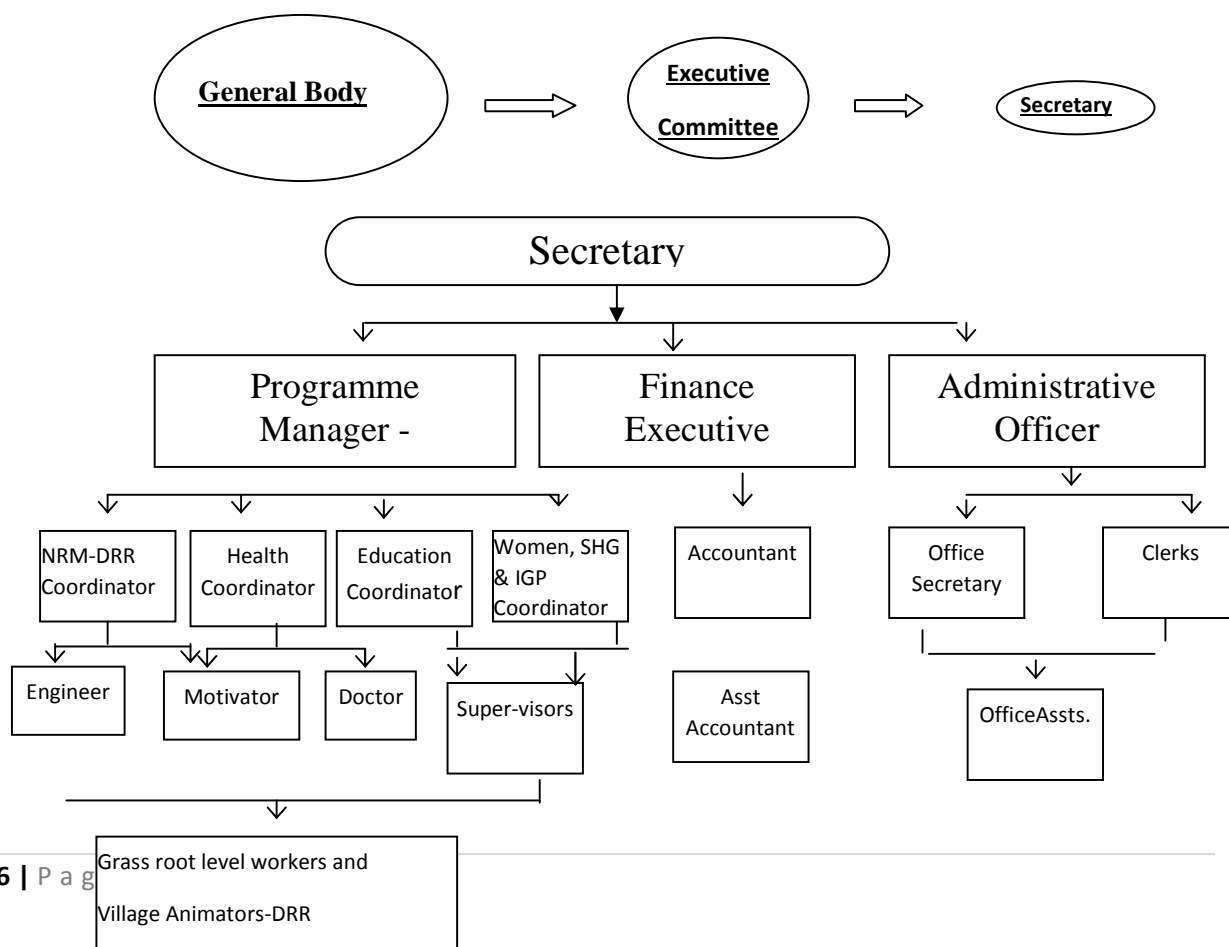 General Body
Executive
Committee
Secretary
Secretary
Programme
Manager -
Finance
Executive
Administrative
Officer
NRM-DRR
Coordinator
Health
Coordinator
Education
Coordinator
Women, SHG
& IGP
Coordinator
Accountant
Office
Secretary
Clerks
Engineer
Motivator
Doctor
Super-visors
Asst
Accountant
OfficeAssts.
Grass root level workers and
Village Animators-DRR
6 | P a g